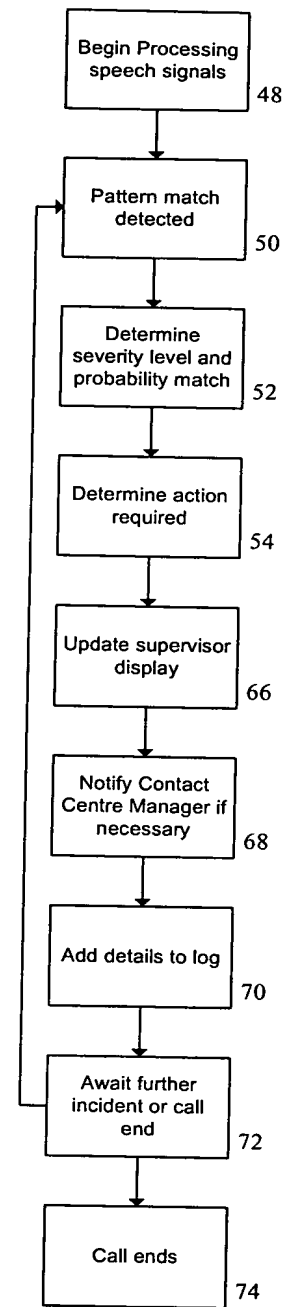 Begin Processing
speech signals
48
Pattern match
detected
50
Determine
severity level and
probability match
52
Determine action
required
54
Update supervisor
display
66
Notify Contact
Centre Manager if
necessary
68
Add details to log
70
Await further
incident or call
end
72
Call ends
74